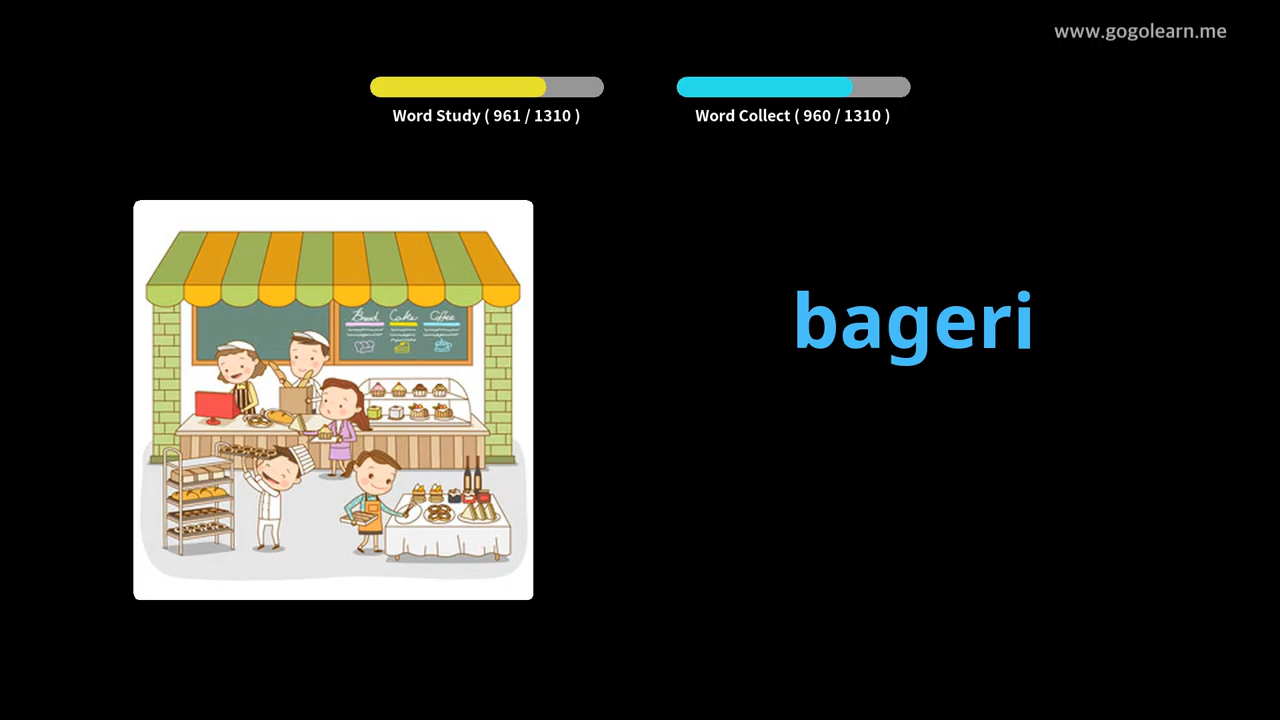 www.gogolearn.me
Word Study ( 961 / 1310 )
Word Collect ( 960 / 1310 )
Bread Cake Coffee
bageri